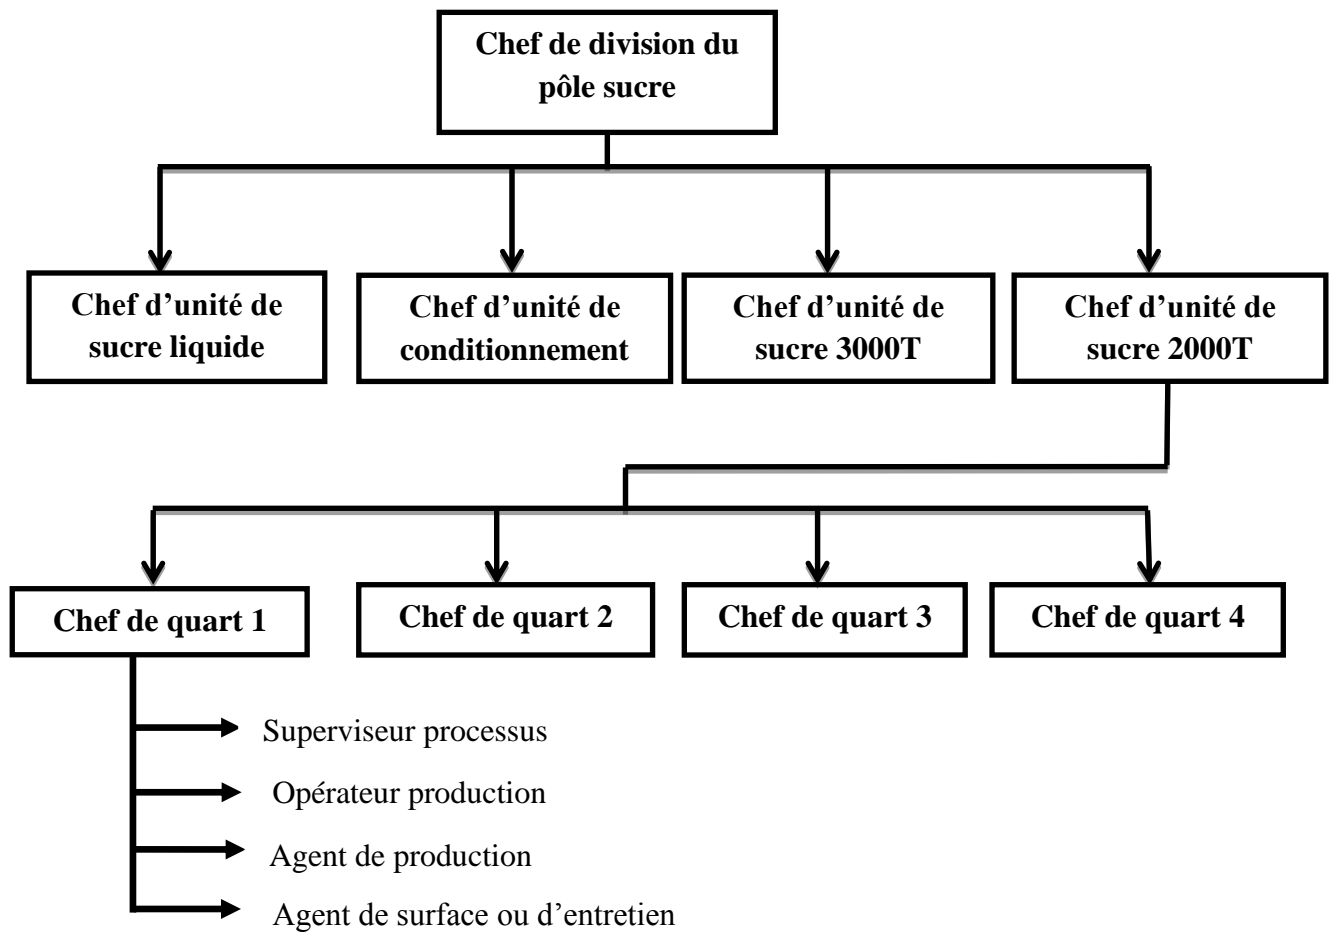 Chef de division du
pôle sucre
Chef d’unité de
sucre liquide
Chef d’unité de
conditionnement
Chef d’unité de
sucre 3000T
Chef d’unité de
sucre 2000T
Chef de quart 1
Chef de quart 2
Chef de quart 3
Chef de quart 4
Superviseur processus
Opérateur production
Agent de production
Agent de surface ou d’entretien